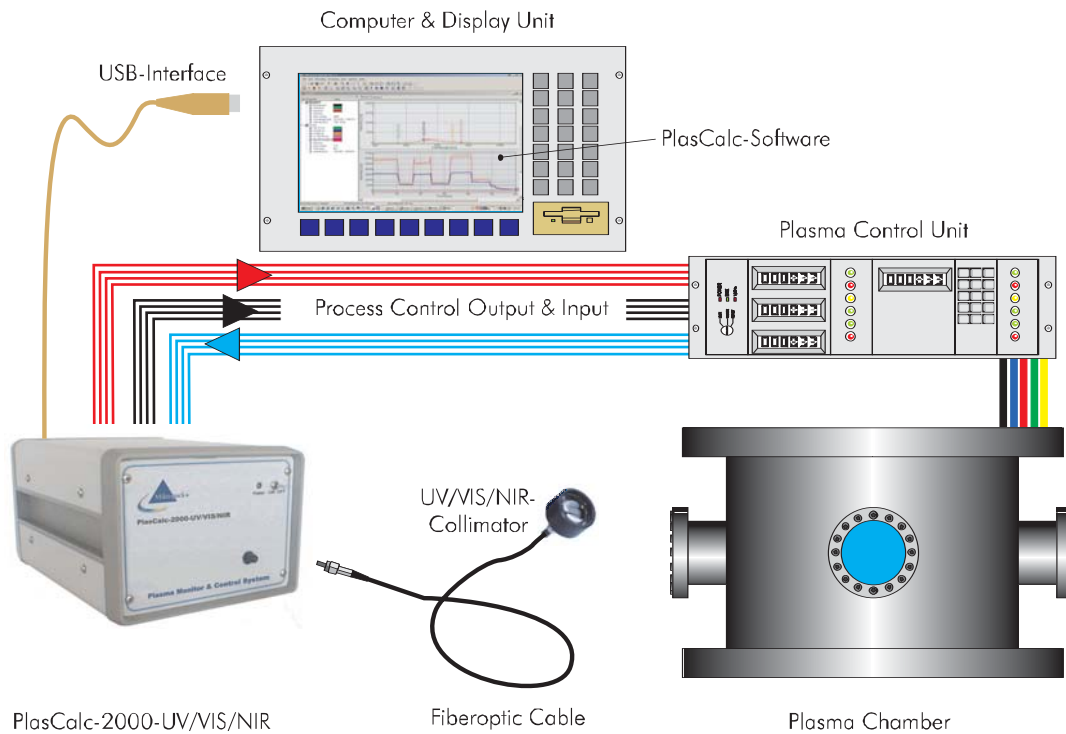 Computer & Display Unit
USB-Interface
PlasCalc-Software
Plasma Control Unit
Process Control Output & Input
Mikropack
PlasCalc-2000-UV/VIS/NIR
Plasma Monitor & Control System
UV/VIS/NIR-
Collimator
PlasCalc-2000-UV/VIS/NIR
Fiberoptic Cable
Plasma Chamber